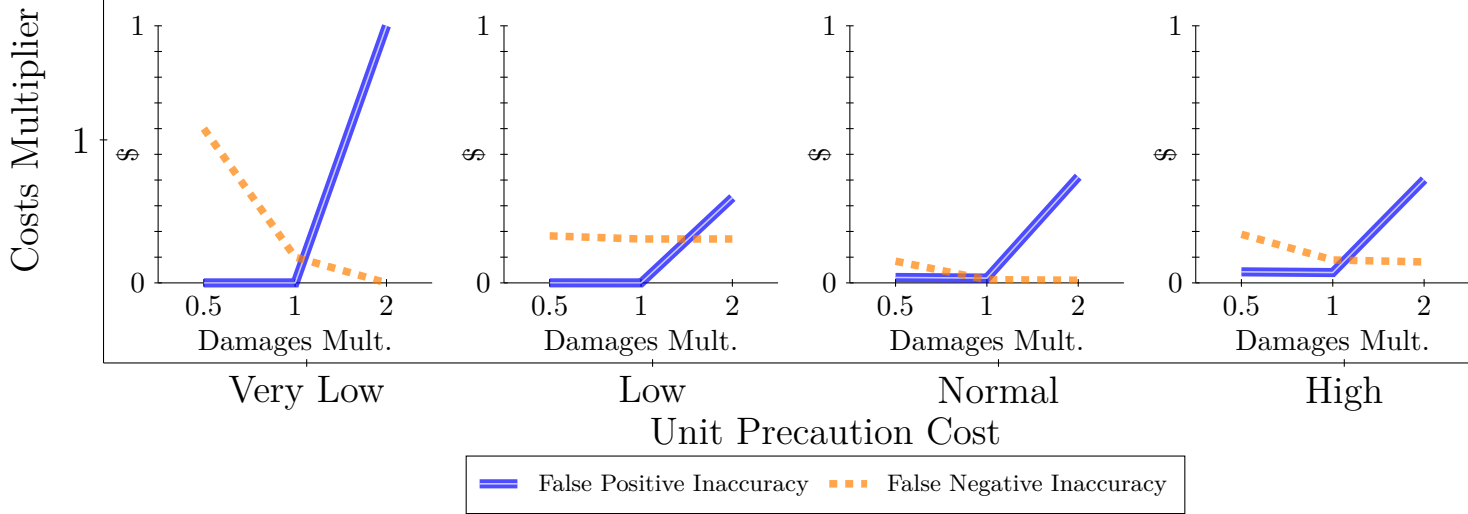 Costs Multiplier
1
1
0
$
0.5 1 2
Damages Mult.
1
0
$
0.5 1 2
Damages Mult.
1
0
$
0.5 1 2
Damages Mult.
1
0
$
0.5 1 2
Damages Mult.
Very Low Low Normal High
Unit Precaution Cost
False Positive Inaccuracy False Negative Inaccuracy